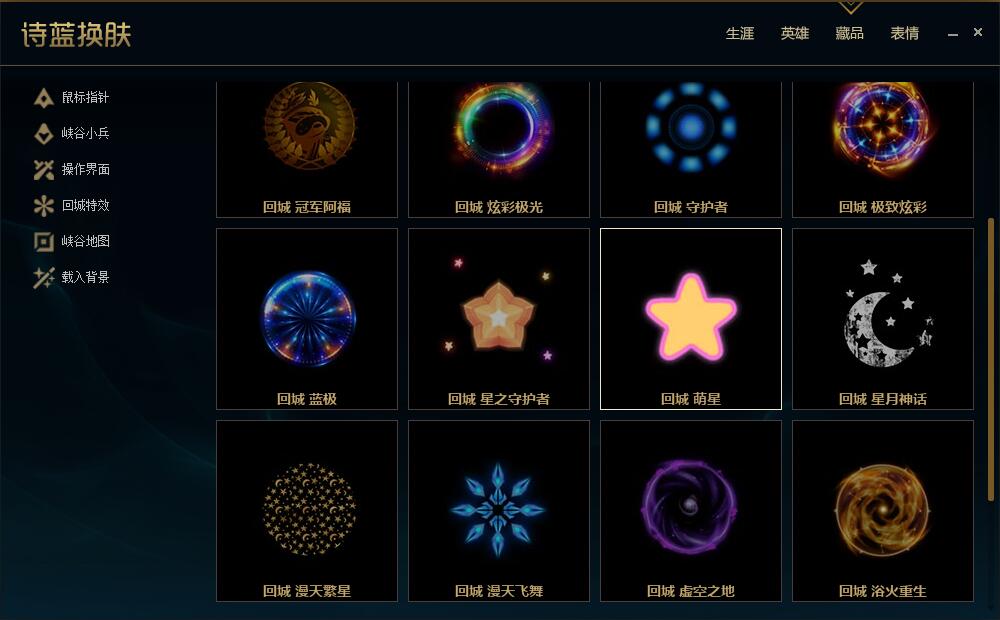 诗蓝换肤
生涯 英雄 藏品 表情
鼠标指针
峡谷小兵
操作界面
回城特效
峡谷地图
载入背景
回城 冠军阿福
回城 炫彩极光
回城 守护者
回城 极致炫彩
回城 蓝极
回城 星之守护者
回城 萌星
回城 星月神话
回城 漫天繁星
回城 漫天飞舞
回城 虚空之地
回城 浴火重生